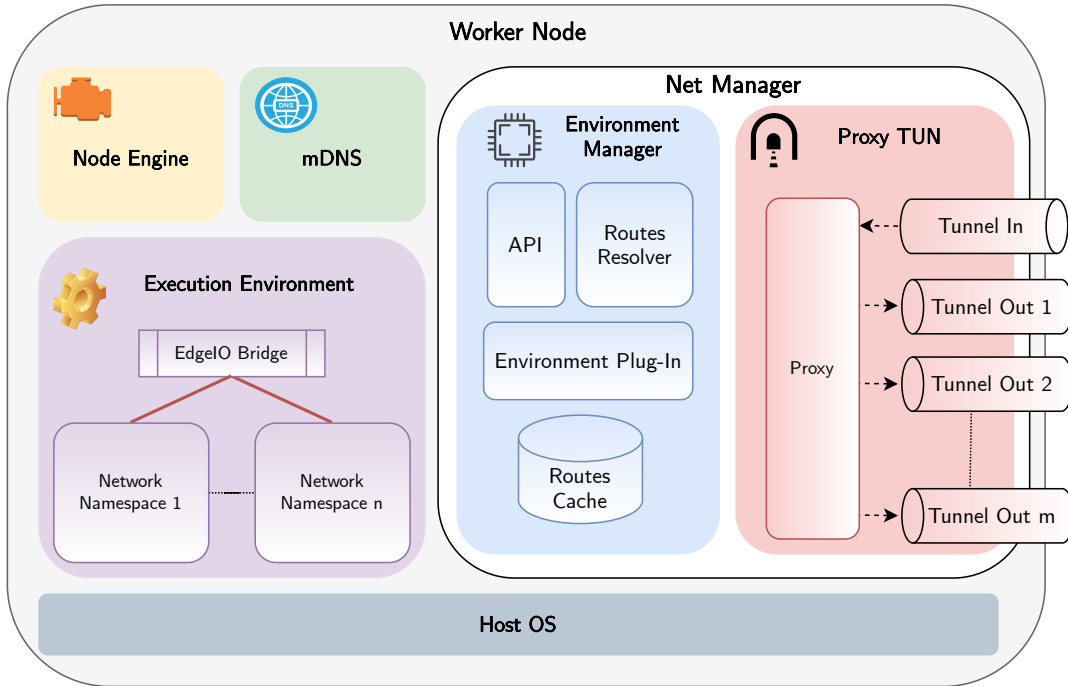 Worker Node
Node Engine
DNS
mDNS
Net Manager
Environment
Manager
API
Routes
Resolver
Environment Plug-In
Routes
Cache
Proxy TUN
Proxy
Tunnel In
Tunnel Out 1
Tunnel Out 2
Tunnel Out m
Execution Environment
EdgeIO Bridge
Network
Namespace 1
Network
Namespace n
Host OS